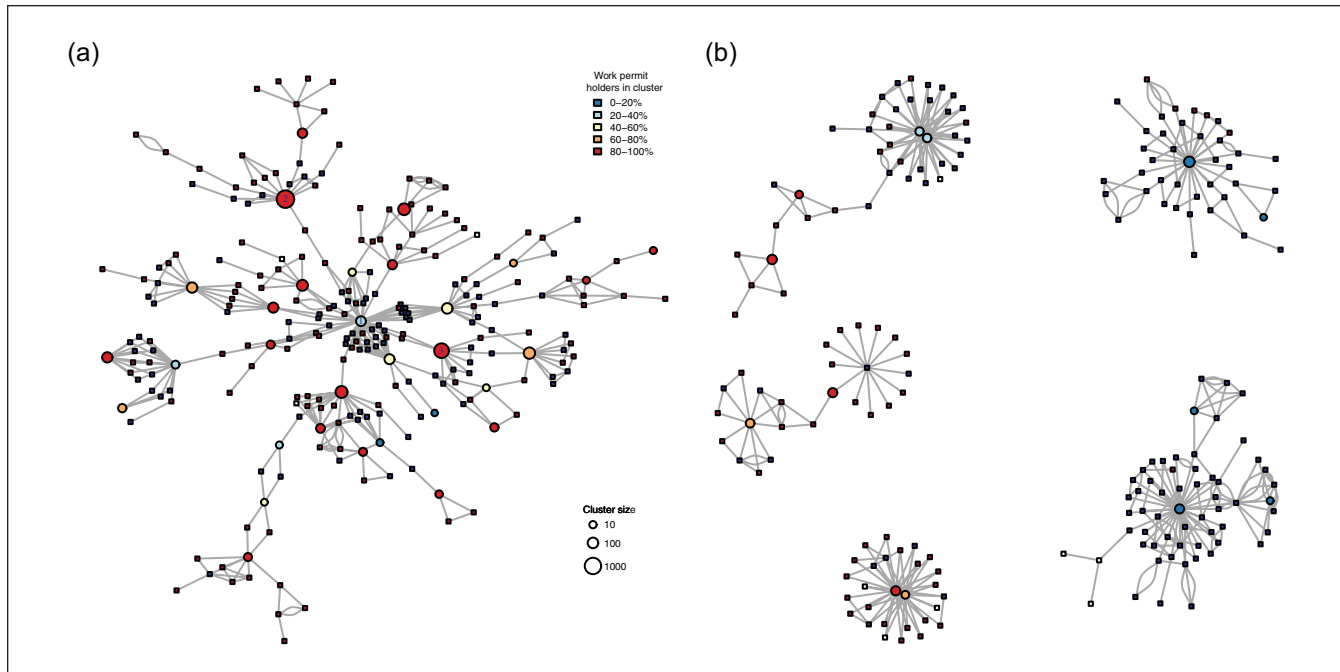 (a)
Work permit
holders in cluster
0–20%
20–40%
40–60%
60–80%
80–100%
Cluster size
10
100
1000
(b)